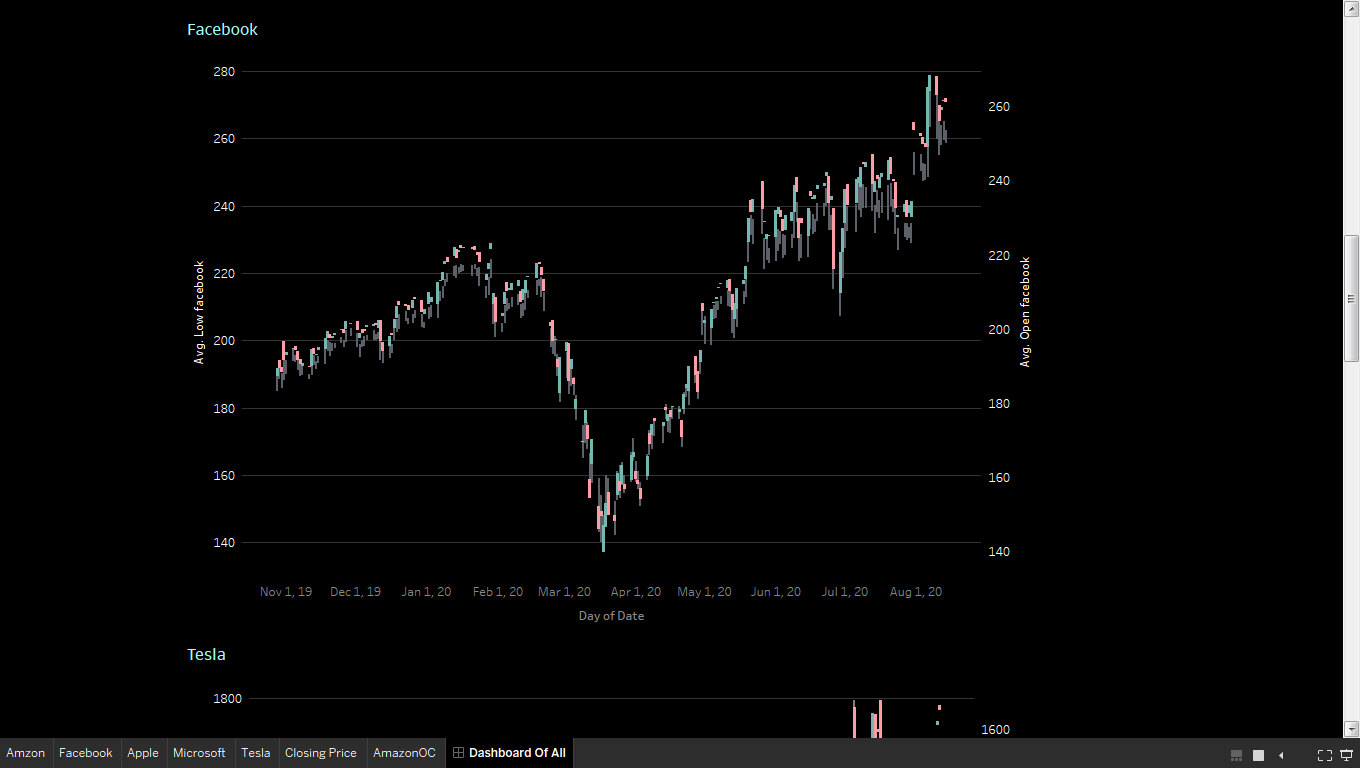 Facebook
280
260
240
220
200
180
160
140
Avg. Low facebook
260
240
220
200
180
160
140
Avg. Open facebook
Nov 1, 19 Dec 1, 19 Jan 1, 20 Feb 1, 20 Mar 1, 20 Apr 1, 20 May 1, 20 Jun 1, 20 Jul 1, 20 Aug 1, 20
Day of Date
Tesla
1800
1600
Amzon Facebook Apple Microsoft Tesla Closing Price AmazonOC Dashboard Of All